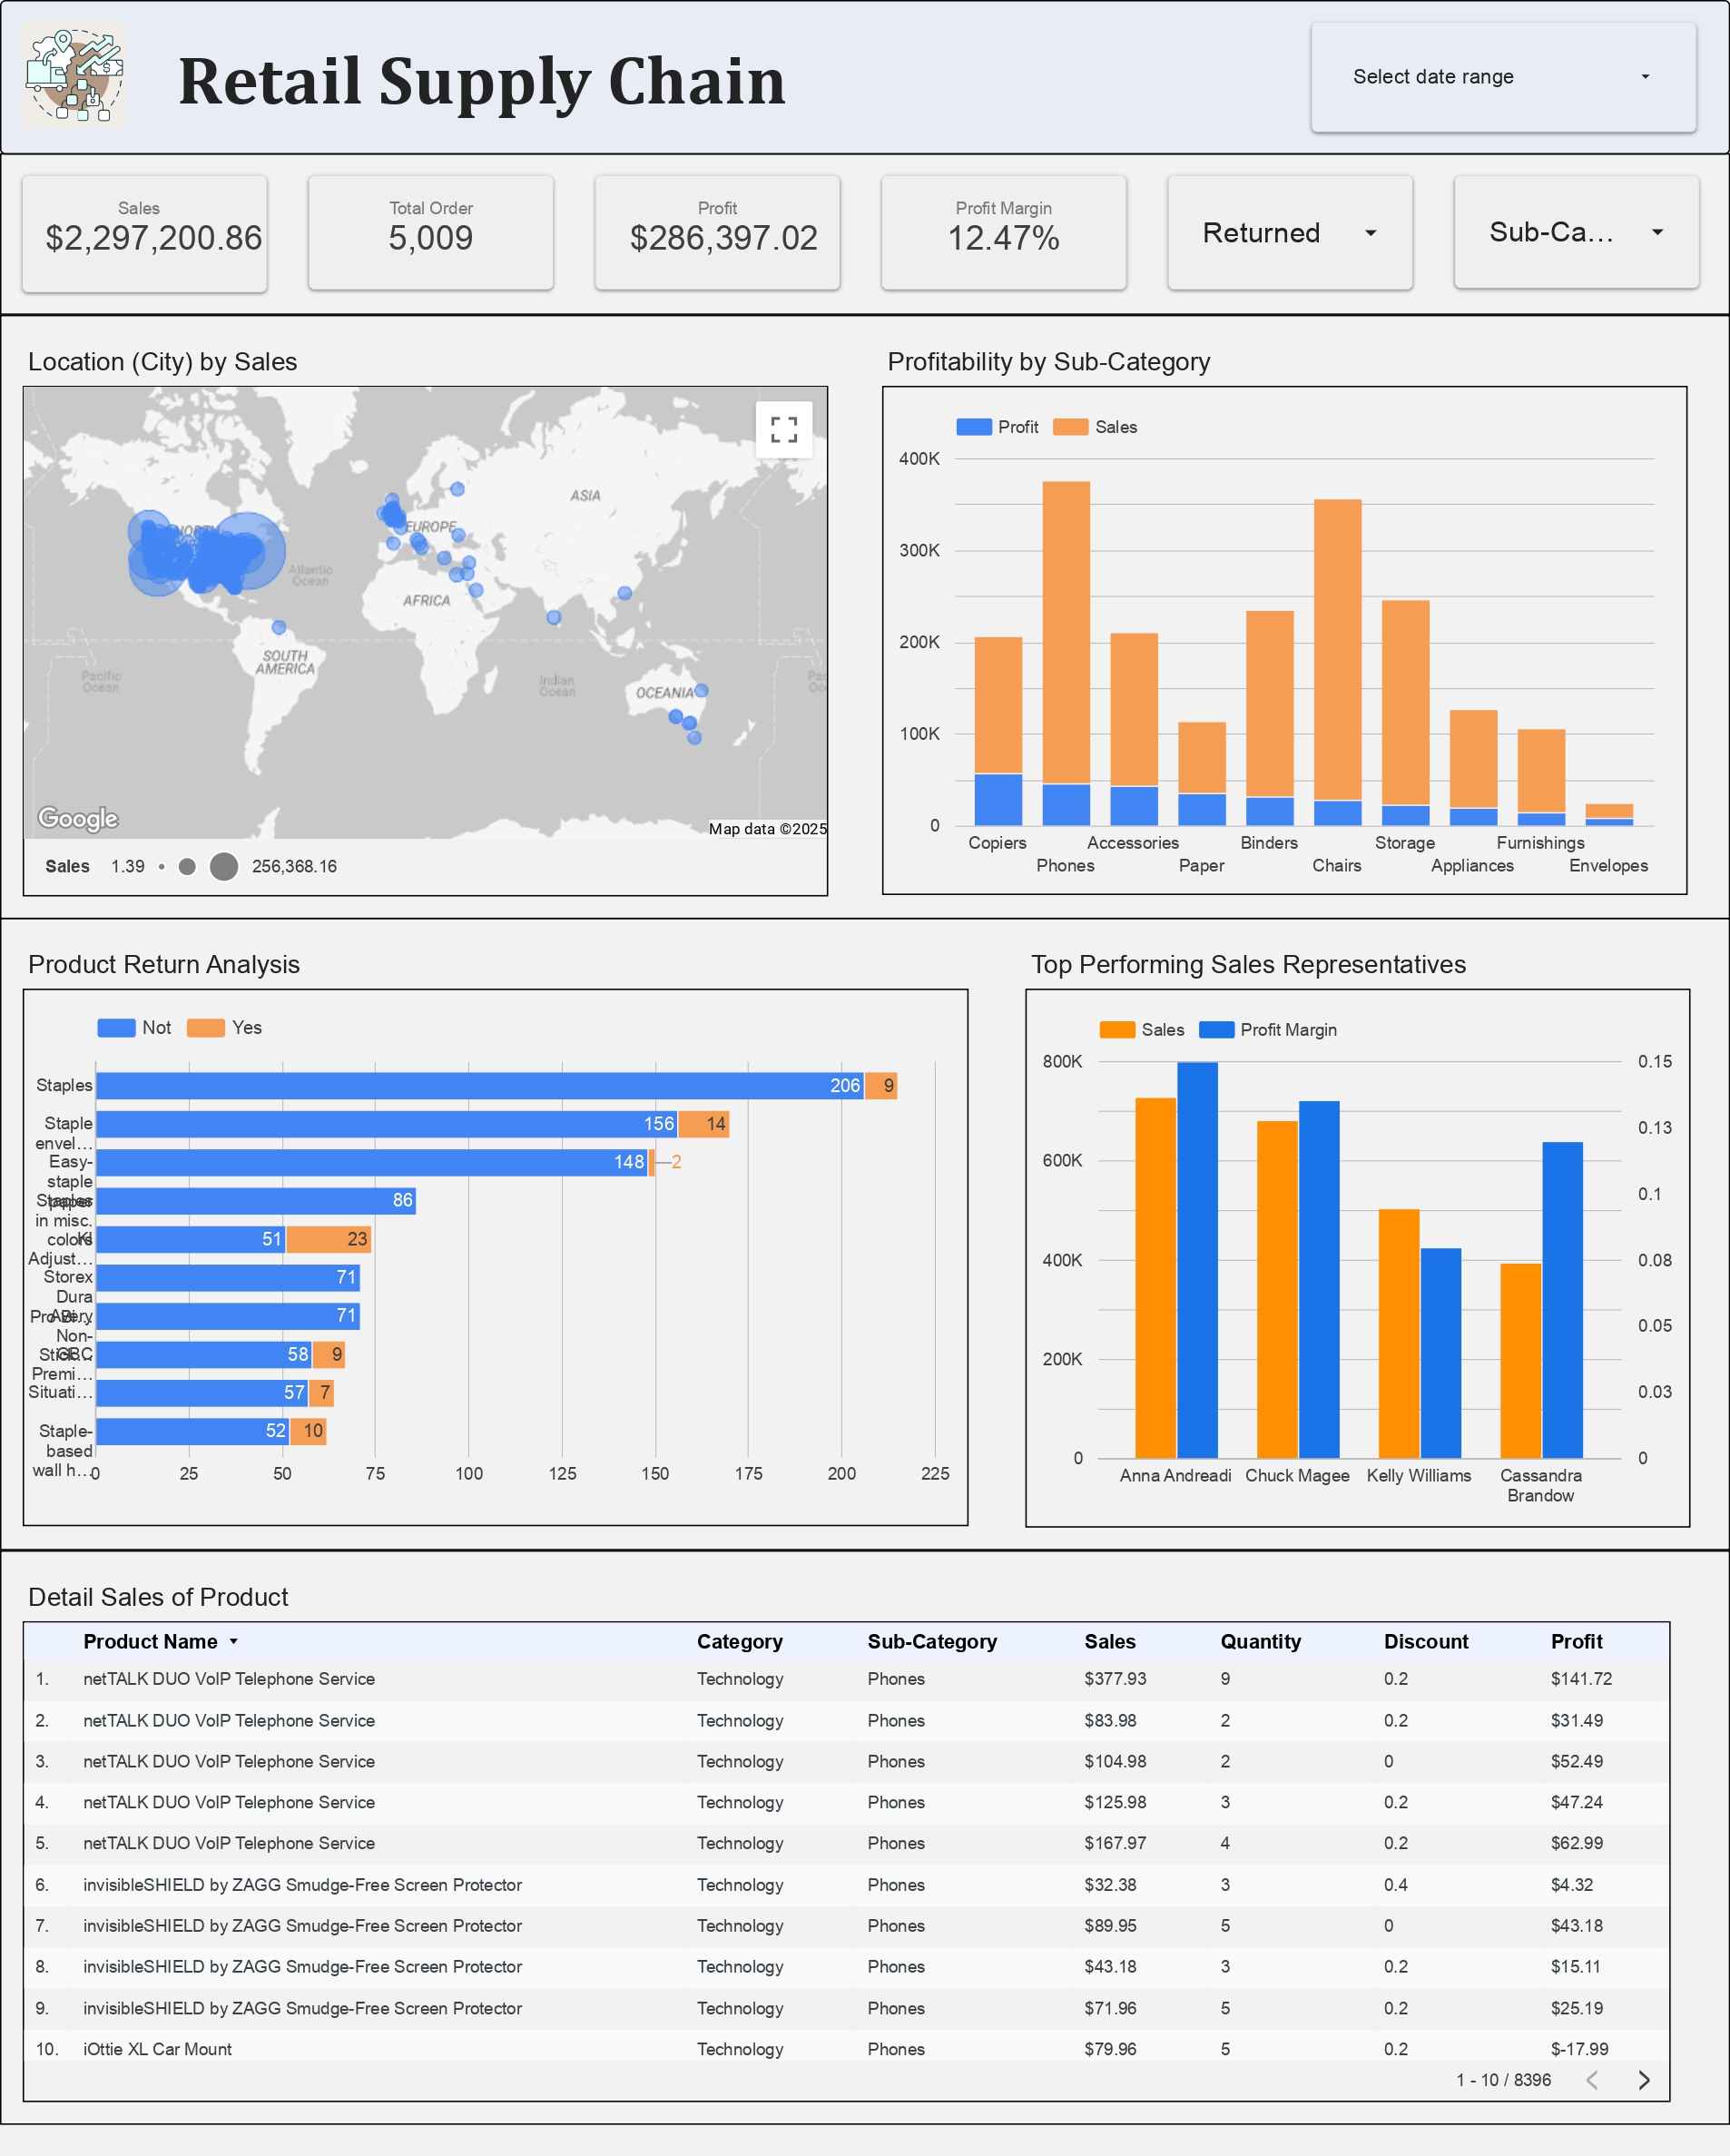 Retail Supply Chain
Select date range
Sales
$2,297,200.86
Total Order
5,009
Profit
$286,397.02
Profit Margin
12.47%
Returned
Sub-Ca...
Location (City) by Sales
ASIA
EUROPE
Atlantic
Ocean
AFRICA
SOUTH
AMERICA
Pacific
Ocean
Indian
Ocean
OCEANIA
Google
Map data ©2025
Sales 1.39 256,368.16
Profitability by Sub-Category
Profit Sales
400K
300K
200K
100K
0
Copiers Accessories Binders Storage Furnishings
Phones Paper Chairs Appliances Envelopes
Product Return Analysis
Not Yes
Staples 206 9
Staple 156 14
envel...
Easy- 148 2
staple
paper
Staples 86
in misc.
colors
KI 51 23
Adjust...
Storex 71
Dura
Pro Bi...
Avery 71
Non-
Stick...
GBC 58 9
Premi...
Situati... 57 7
Staple- 52 10
based
wall h...
0 25 50 75 100 125 150 175 200 225
Top Performing Sales Representatives
Sales Profit Margin
800K 0.15
0.13
600K
0.1
400K 0.08
0.05
200K
0.03
0 0
Anna Andreadi Chuck Magee Kelly Williams Cassandra
Brandow
Detail Sales of Product
Product Name Category Sub-Category Sales Quantity Discount Profit
1. netTALK DUO VoIP Telephone Service Technology Phones $377.93 9 0.2 $141.72
2. netTALK DUO VoIP Telephone Service Technology Phones $83.98 2 0.2 $31.49
3. netTALK DUO VoIP Telephone Service Technology Phones $104.98 2 0 $52.49
4. netTALK DUO VoIP Telephone Service Technology Phones $125.98 3 0.2 $47.24
5. netTALK DUO VoIP Telephone Service Technology Phones $167.97 4 0.2 $62.99
6. invisibleSHIELD by ZAGG Smudge-Free Screen Protector Technology Phones $32.38 3 0.4 $4.32
7. invisibleSHIELD by ZAGG Smudge-Free Screen Protector Technology Phones $89.95 5 0 $43.18
8. invisibleSHIELD by ZAGG Smudge-Free Screen Protector Technology Phones $43.18 3 0.2 $15.11
9. invisibleSHIELD by ZAGG Smudge-Free Screen Protector Technology Phones $71.96 5 0.2 $25.19
10. iOttie XL Car Mount Technology Phones $79.96 5 0.2 $-17.99
1 - 10 / 8396